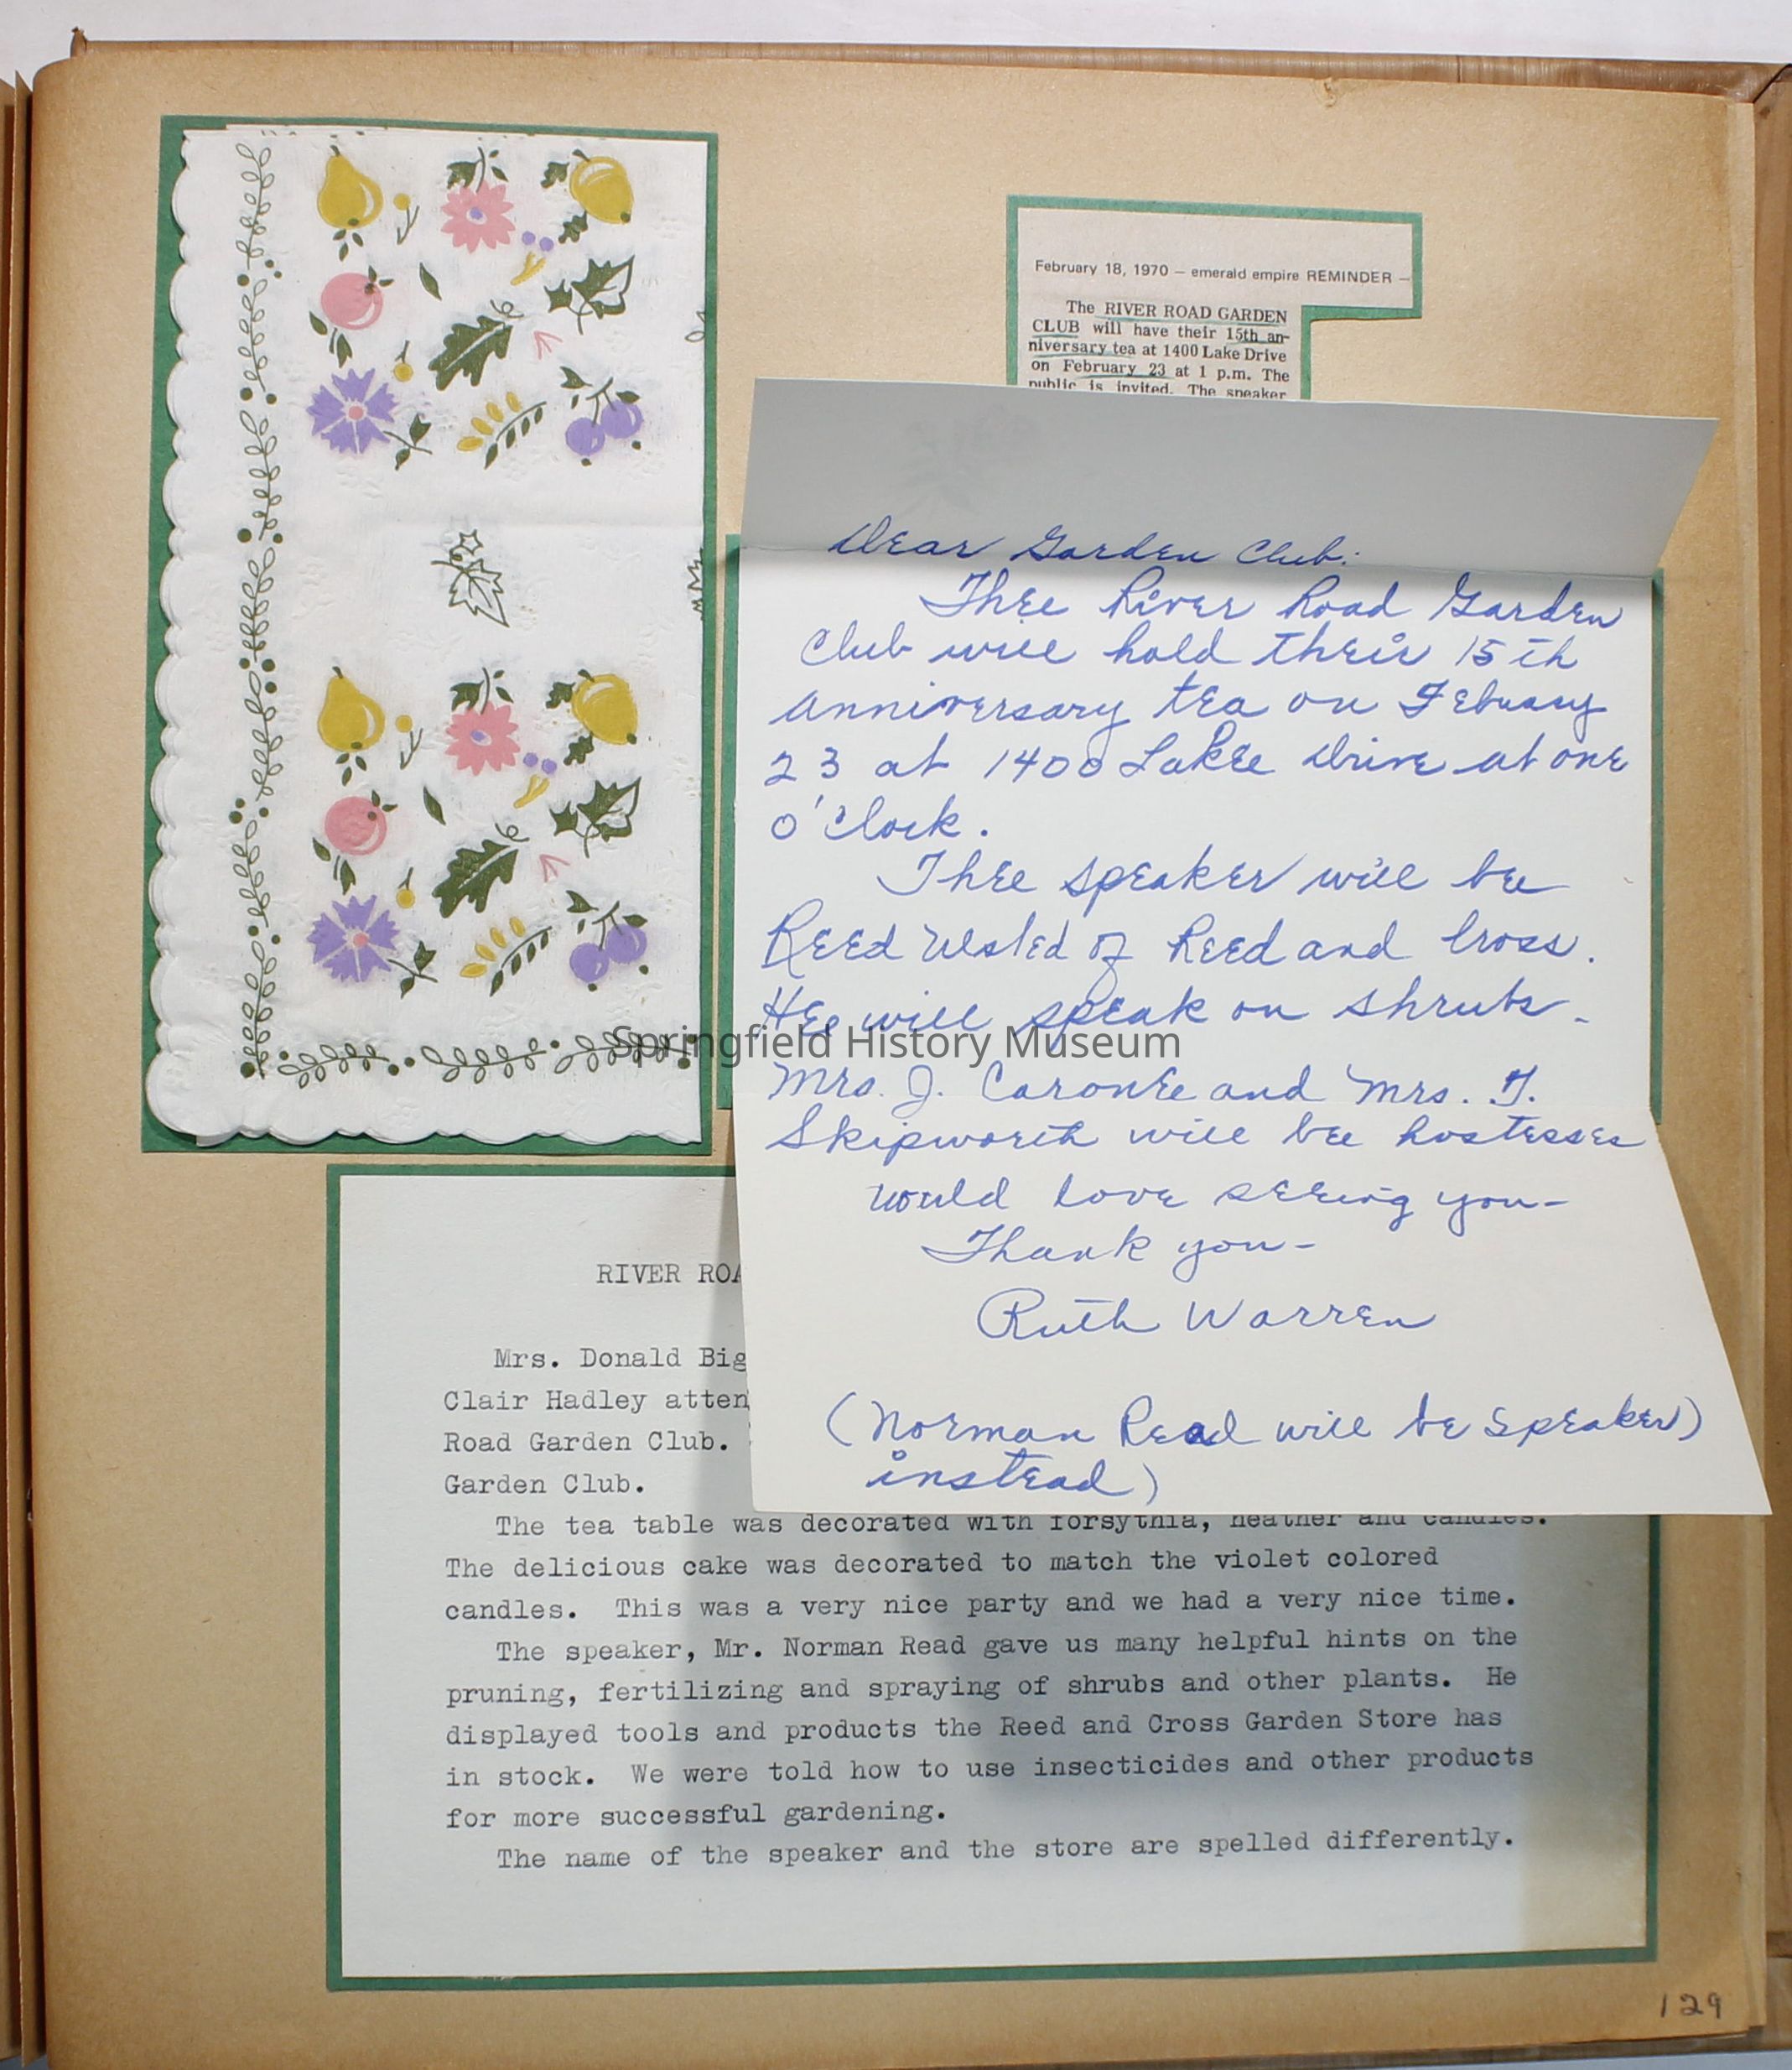 February 18, 1970 — emerald empire REMINDER —
The RIVER ROAD GARDEN
CLUB will have their 15th an-
niversary tea at 1400 Lake Drive
on February 23 at 1 p.m. The
public is invited. The speaker
Dear Garden Club:
Thee River Road Garden
Club will hold their 15th
anniversary tea on Febuary
23 at 1400 Lakee Drive at one
o'clock.
Thee speaker will bee
Reed of Reed and Cross.
Hee will speak on shrubs.
Mrs. J. Caronee and Mrs. T.
Skipworth will bee hostesses
would love seeing you—
Thank you—
Ruth Warren
(Norman Read will be speaker)
instead)
Springfield History Museum
RIVER ROA
Mrs. Donald Big
Clair Hadley atten
Road Garden Club.
Garden Club.
The tea table was decorated with forsythia, heather and candles.
The delicious cake was decorated to match the violet colored
candles. This was a very nice party and we had a very nice time.
The speaker, Mr. Norman Read gave us many helpful hints on the
pruning, fertilizing and spraying of shrubs and other plants. He
displayed tools and products the Reed and Cross Garden Store has
in stock. We were told how to use insecticides and other products
for more successful gardening.
The name of the speaker and the store are spelled differently.
129